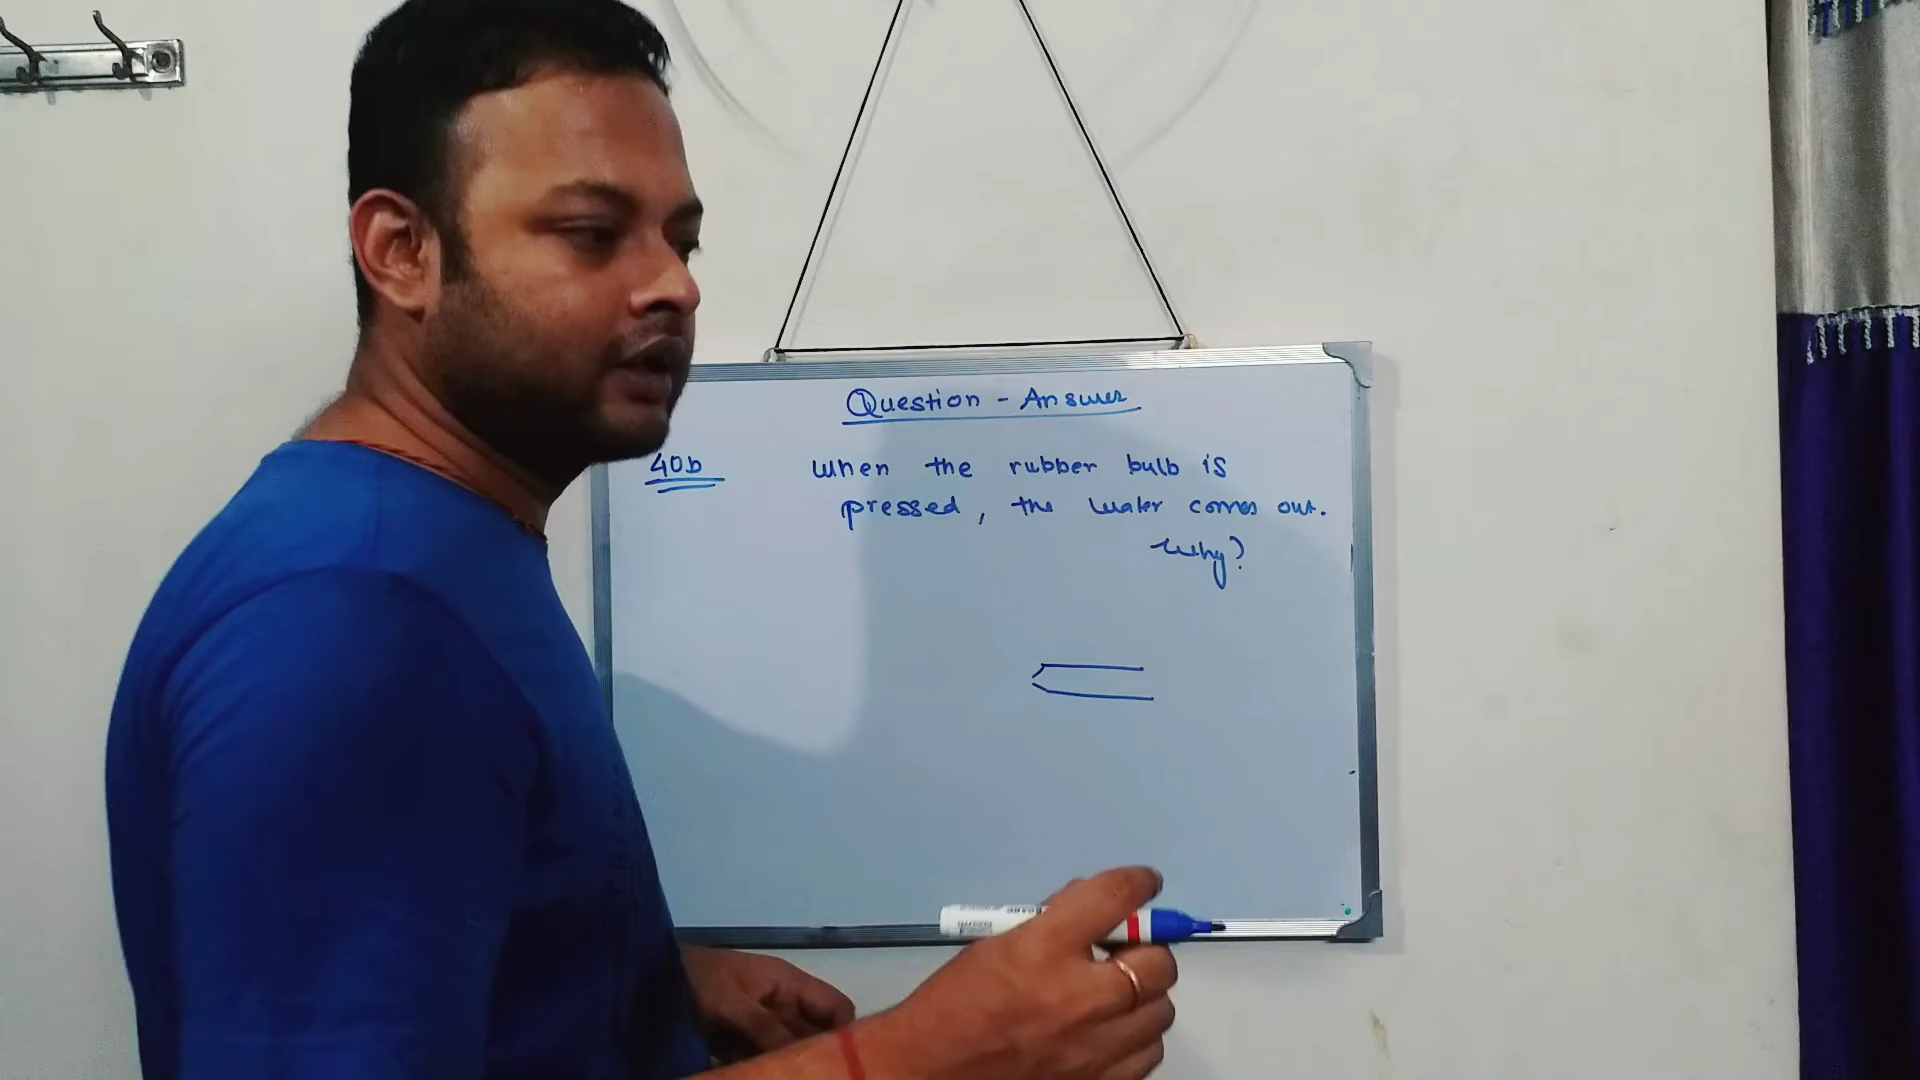 Question - Answer
40b When the rubber bulb is
pressed, the water comes out.
Why?